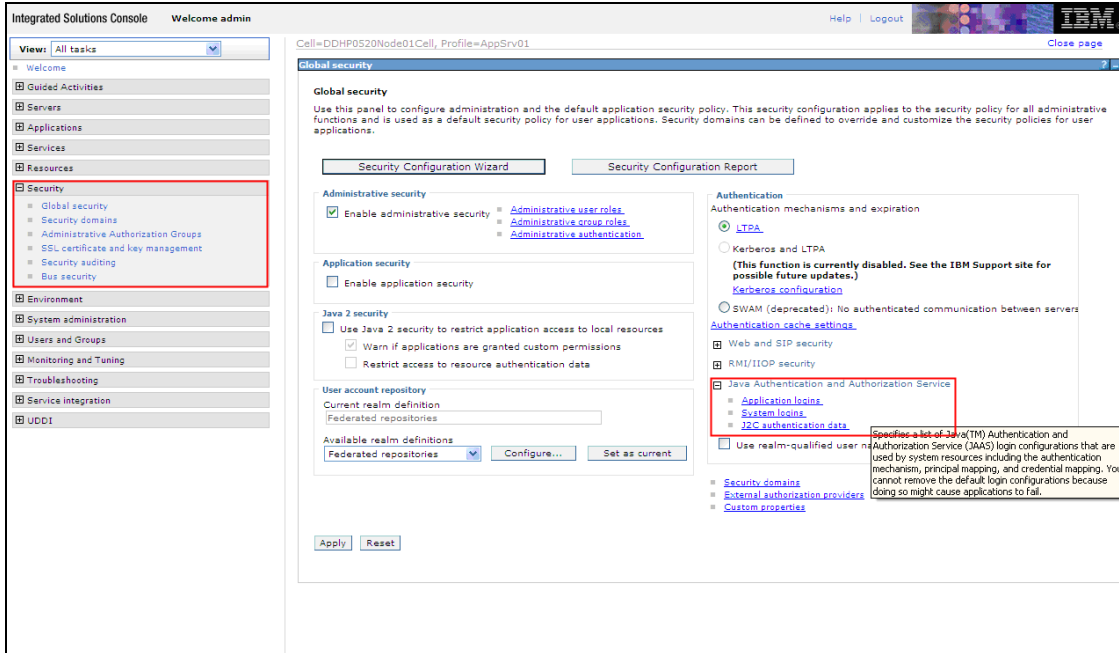 Integrated Solutions Console Welcome admin
Help | Logout
IBM
View: All tasks
Welcome
Guided Activities
Servers
Applications
Services
Resources
Security
Global security
Security domains
Administrative Authorization Groups
SSL certificate and key management
Security auditing
Bus security
Environment
System administration
Users and Groups
Monitoring and Tuning
Troubleshooting
Service integration
UDDI
Cell=DDHP0520Node01Cell, Profile=AppSrv01
Close page
Global security
? _
Global security
Use this panel to configure administration and the default application security policy. This security configuration applies to the security policy for all administrative
functions and is used as a default security policy for user applications. Security domains can be defined to override and customize the security policies for user
applications.
Security Configuration Wizard
Security Configuration Report
Administrative security
Enable administrative security
Administrative user roles
Administrative group roles
Administrative authentication
Application security
Enable application security
Java 2 security
Use Java 2 security to restrict application access to local resources
Warn if applications are granted custom permissions
Restrict access to resource authentication data
User account repository
Current realm definition
Federated repositories
Available realm definitions
Federated repositories
Configure...
Set as current
Authentication
Authentication mechanisms and expiration
LTPA
Kerberos and LTPA
(This function is currently disabled. See the IBM Support site for
possible future updates.)
Kerberos configuration
SWAM (deprecated): No authenticated communication between servers
Authentication cache settings
Web and SIP security
RMI/IIOP security
Java Authentication and Authorization Service
Application logins
System logins
J2C authentication data
Use realm-qualified user
Specifies a list of Java(TM) Authentication and
Authorization Service (JAAS) login configurations that are
used by system resources including the authentication
mechanism, principal mapping, and credential mapping. You
cannot remove the default login configurations because
doing so might cause applications to fail.
Security domains
External authorization providers
Custom properties
Apply
Reset